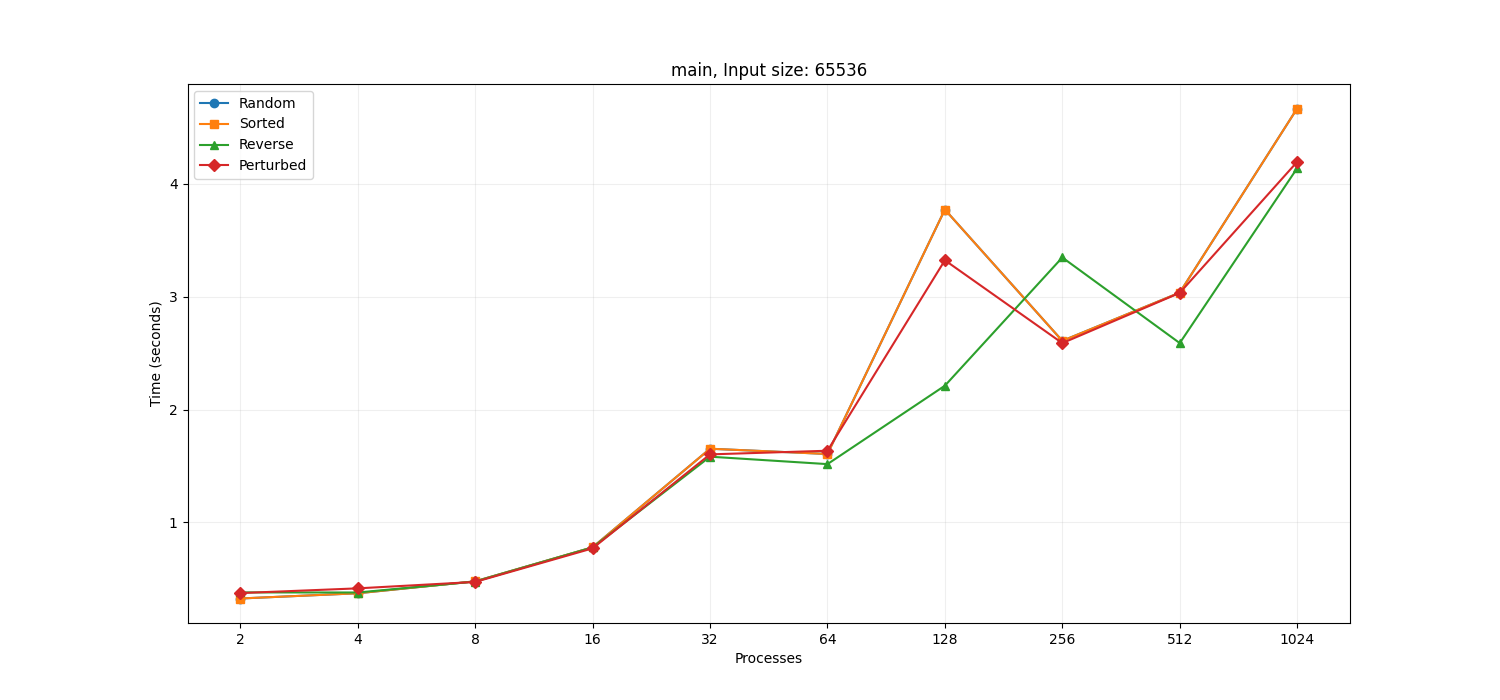 main, Input size: 65536
Random
Sorted
Reverse
Perturbed
Time (seconds)
4
3
2
1
2 4 8 16 32 64 128 256 512 1024
Processes